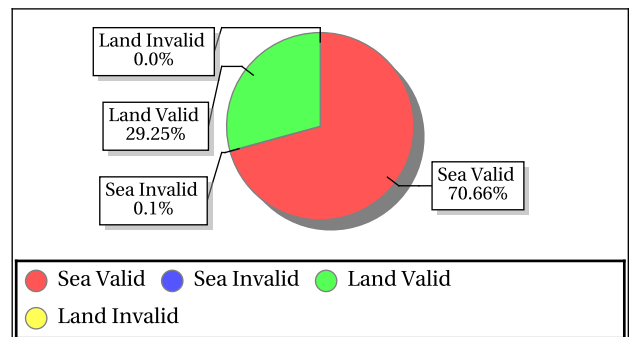 Land Invalid
0.0%
Land Valid
29.25%
Sea Invalid
0.1%
Sea Valid
70.66%
Sea Valid Sea Invalid Land Valid
Land Invalid